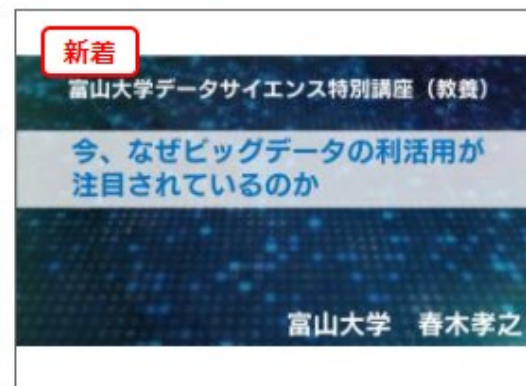 新着
富山大学データサイエンス特別講座（教養）
今、なぜビッグデータの利活用が
注目されているのか
富山大学　春木孝之